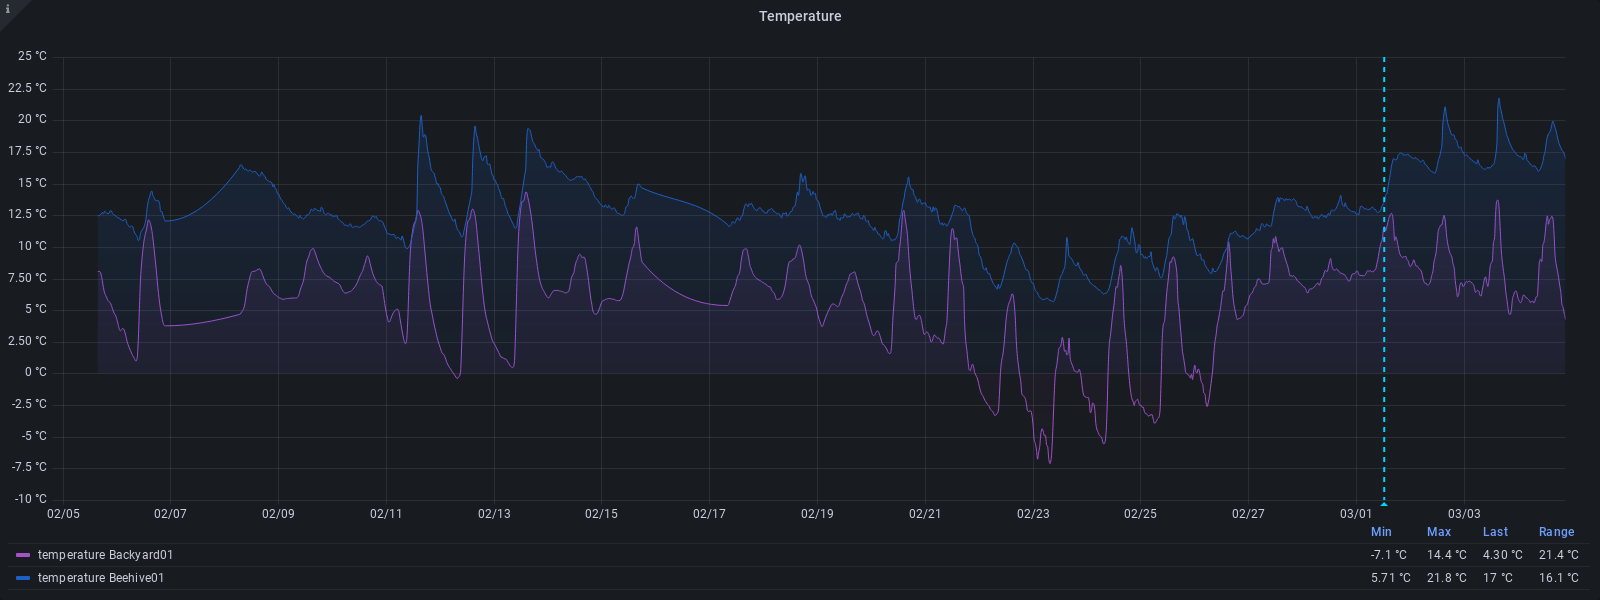 i
Temperature
25 °C
22.5 °C
20 °C
17.5 °C
15 °C
12.5 °C
10 °C
7.50 °C
5 °C
2.50 °C
0 °C
-2.5 °C
-5 °C
-7.5 °C
-10 °C
02/05 02/07 02/09 02/11 02/13 02/15 02/17 02/19 02/21 02/23 02/25 02/27 03/01 03/03
Min Max Last Range
temperature Backyard01 -7.1 °C 14.4 °C 4.30 °C 21.4 °C
temperature Beehive01 5.71 °C 21.8 °C 17 °C 16.1 °C